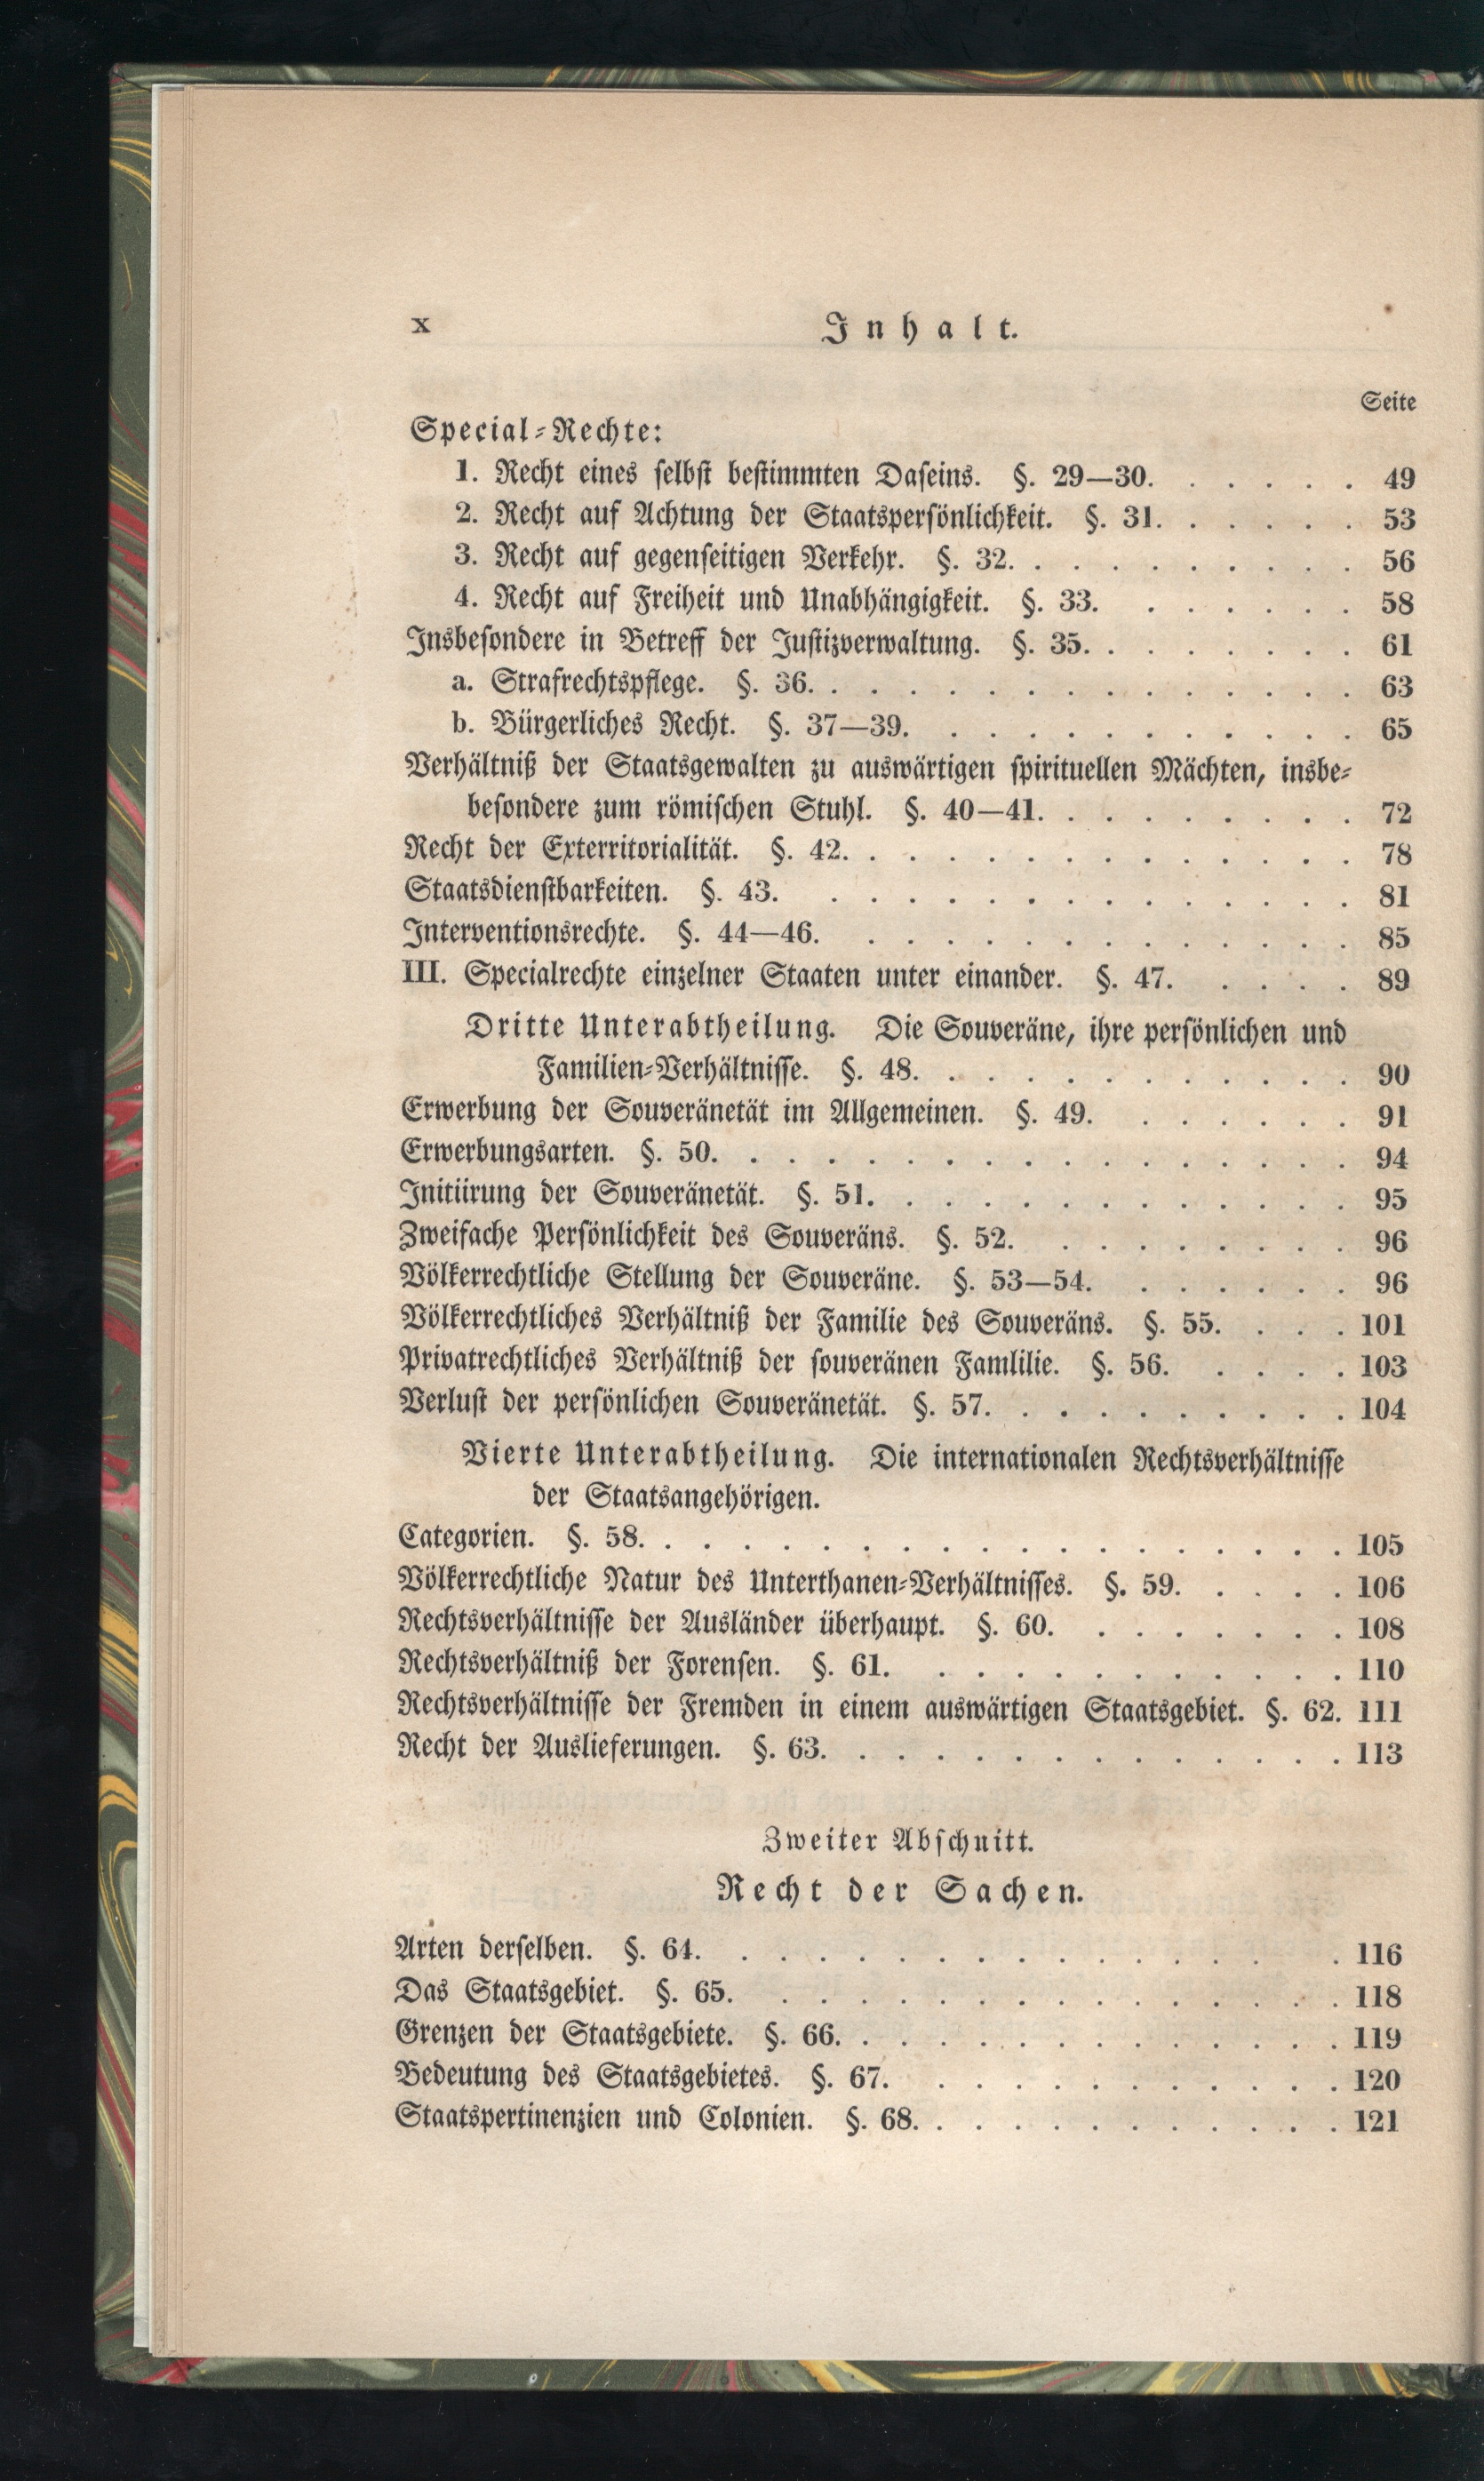 x
Inhalt.
Seite
Special-Rechte:
1. Recht eines selbst bestimmten Daseins. §. 29—30. . . . . . 49
2. Recht auf Achtung der Staatspersönlichkeit. §. 31. . . . . . 53
3. Recht auf gegenseitigen Verkehr. §. 32. . . . . . . . . . 56
4. Recht auf Freiheit und Unabhängigkeit. §. 33. . . . . . . 58
Insbesondere in Betreff der Justizverwaltung. §. 35. . . . . . . . 61
a. Strafrechtspflege. §. 36. . . . . . . . . . . . . . . 63
b. Bürgerliches Recht. §. 37—39. . . . . . . . . . . . 65
Verhältniß der Staatsgewalten zu auswärtigen spirituellen Mächten, insbe-
besondere zum römischen Stuhl. §. 40—41. . . . . . . . . 72
Recht der Exterritorialität. §. 42. . . . . . . . . . . . . . 78
Staatsdienstbarkeiten. §. 43. . . . . . . . . . . . . . . 81
Interventionsrechte. §. 44—46. . . . . . . . . . . . . . 85
III. Specialrechte einzelner Staaten unter einander. §. 47. . . . . 89
Dritte Unterabtheilung. Die Souveräne, ihre persönlichen und
Familien-Verhältnisse. §. 48. . . . . . . . . . . . 90
Erwerbung der Souveränetät im Allgemeinen. §. 49. . . . . . . 91
Erwerbungsarten. §. 50. . . . . . . . . . . . . . . . . 94
Initiirung der Souveränetät. §. 51. . . . . . . . . . . . . 95
Zweifache Persönlichkeit des Souveräns. §. 52. . . . . . . . . 96
Völkerrechtliche Stellung der Souveräne. §. 53—54. . . . . . . 96
Völkerrechtliches Verhältniß der Familie des Souveräns. §. 55. . . . 101
Privatrechtliches Verhältniß der souveränen Famlilie. §. 56. . . . . 103
Verlust der persönlichen Souveränetät. §. 57. . . . . . . . . . 104
Vierte Unterabtheilung. Die internationalen Rechtsverhältnisse
der Staatsangehörigen.
Categorien. §. 58. . . . . . . . . . . . . . . . . . . 105
Völkerrechtliche Natur des Unterthanen-Verhältnisses. §. 59. . . . . 106
Rechtsverhältnisse der Ausländer überhaupt. §. 60. . . . . . . . 108
Rechtsverhältniß der Forensen. §. 61. . . . . . . . . . . . 110
Rechtsverhältnisse der Fremden in einem auswärtigen Staatsgebiet. §. 62. 111
Recht der Auslieferungen. §. 63. . . . . . . . . . . . . . 113
Zweiter Abschnitt.
Recht der Sachen.
Arten derselben. §. 64. . . . . . . . . . . . . . . . . 116
Das Staatsgebiet. §. 65. . . . . . . . . . . . . . . . 118
Grenzen der Staatsgebiete. §. 66. . . . . . . . . . . . . . 119
Bedeutung des Staatsgebietes. §. 67. . . . . . . . . . . . 120
Staatspertinenzien und Colonien. §. 68. . . . . . . . . . . . 121